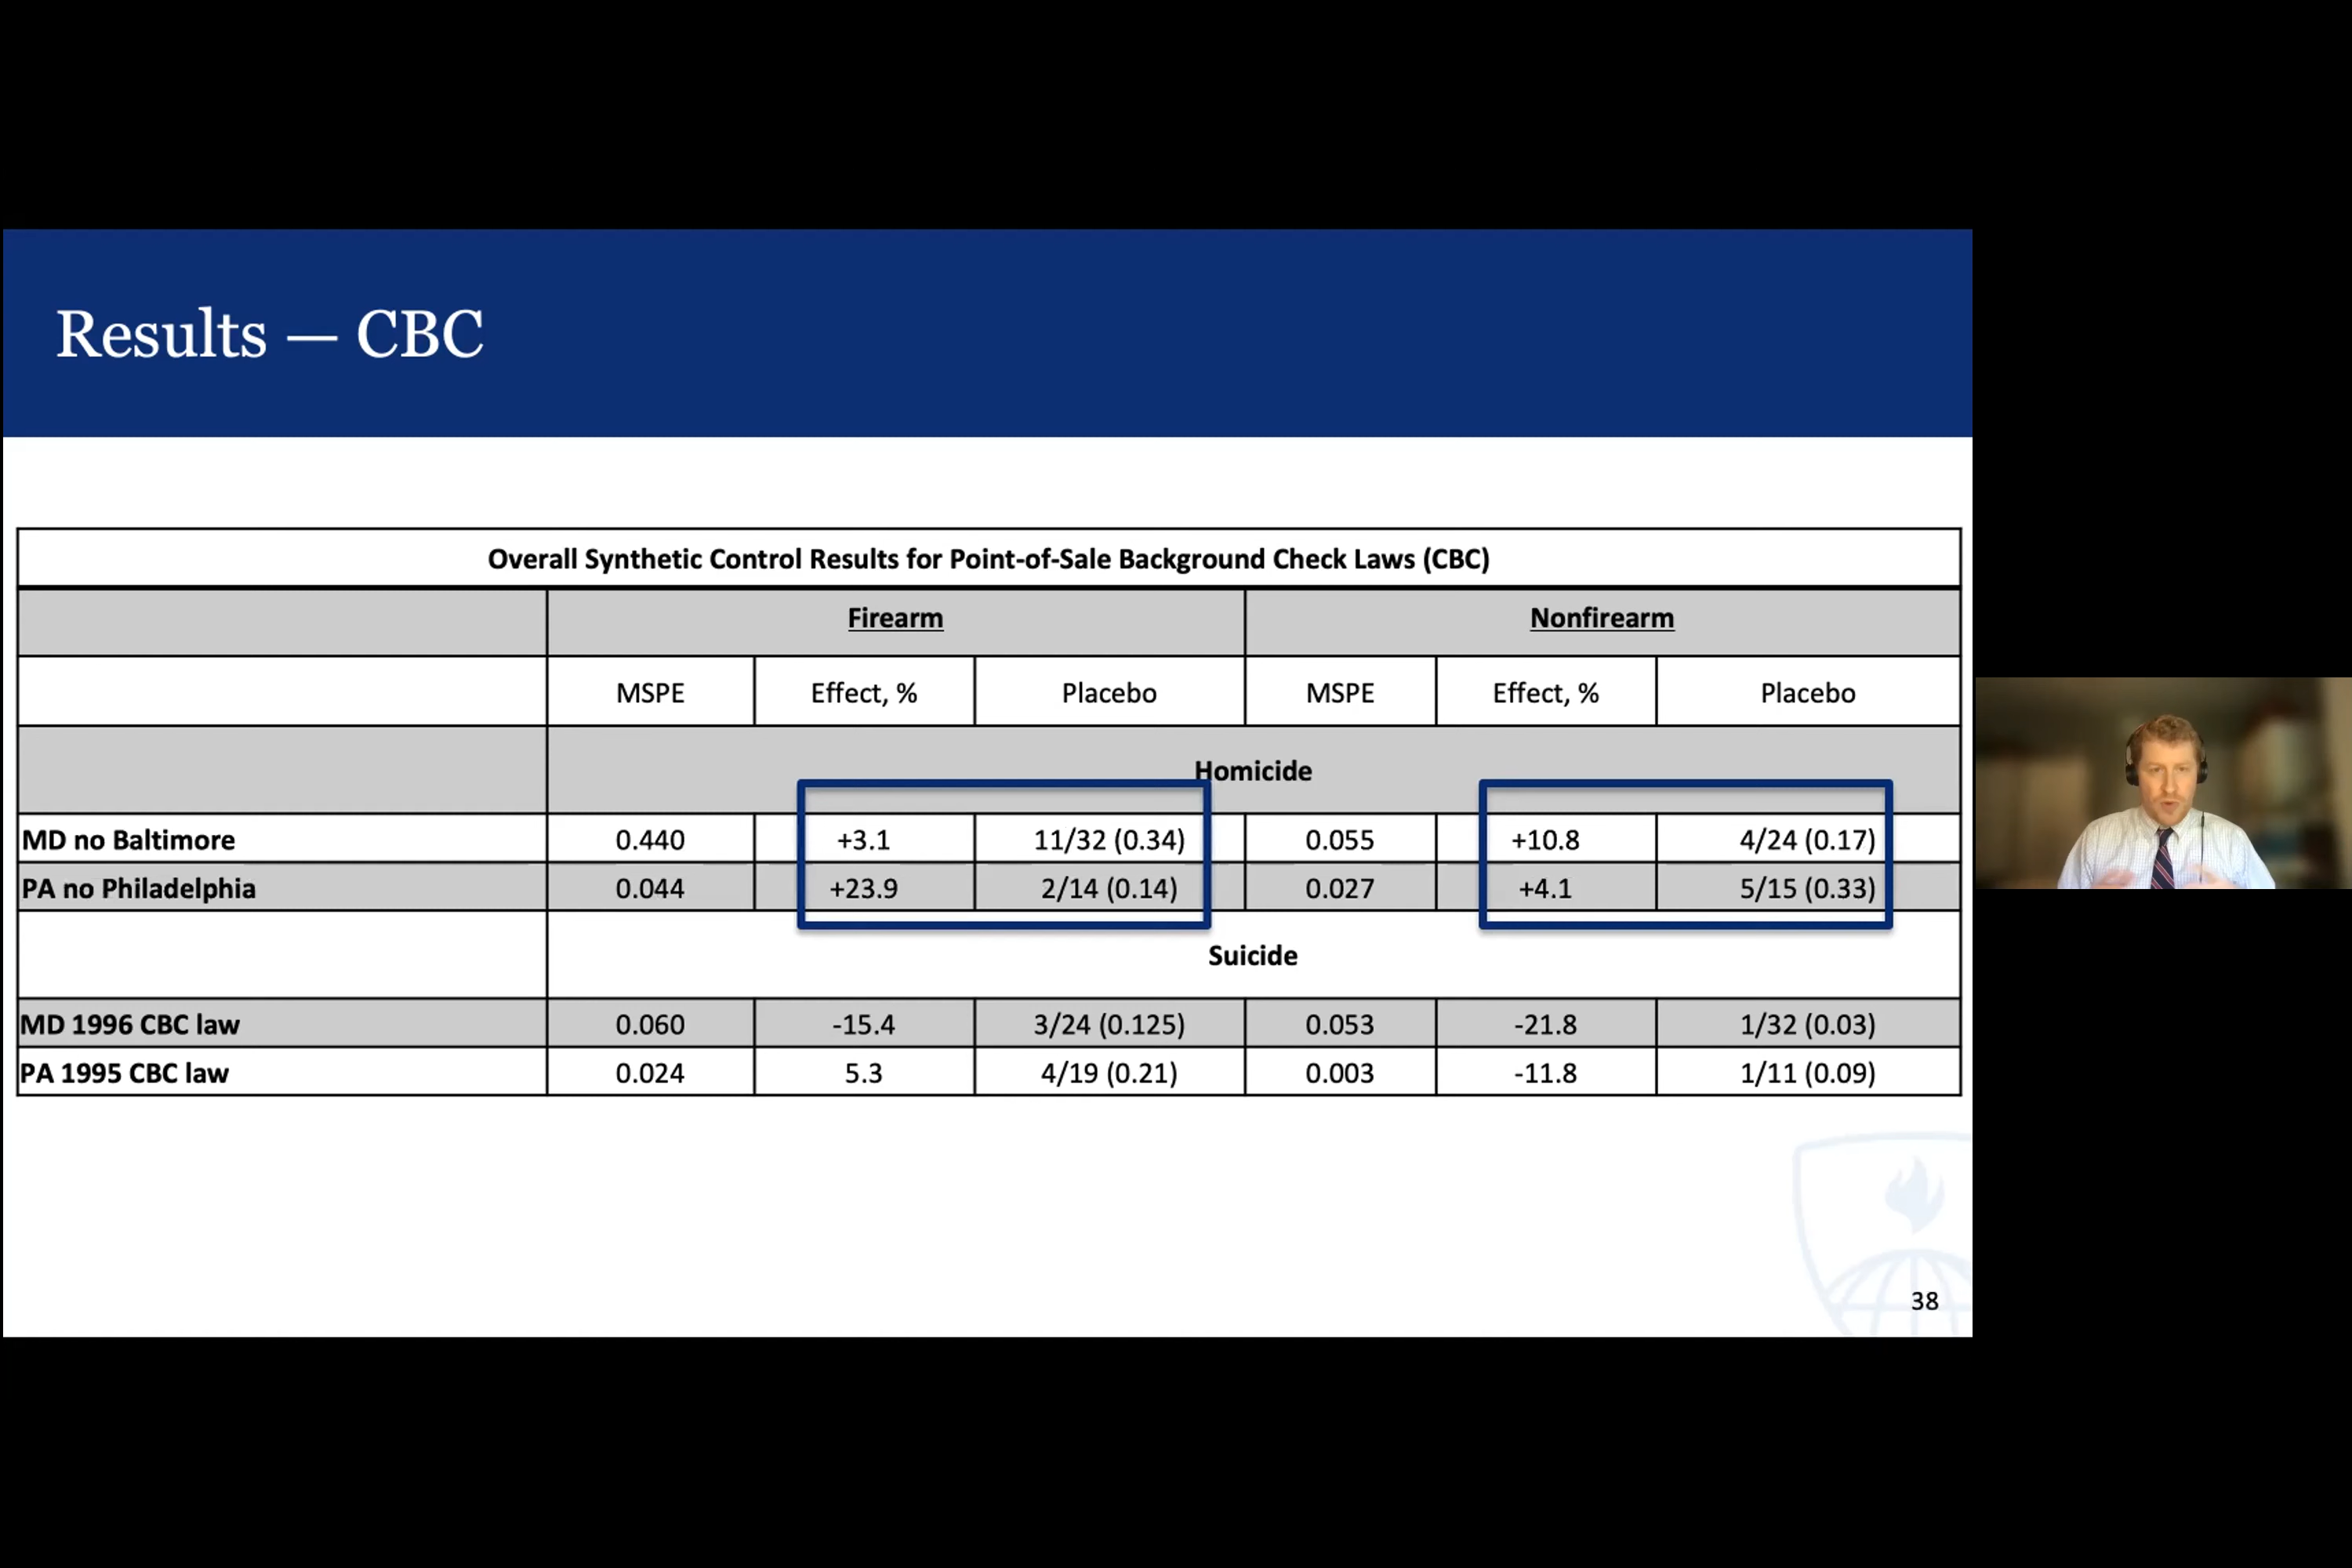 Results — CBC
Overall Synthetic Control Results for Point-of-Sale Background Check Laws (CBC)
Firearm Nonfirearm
MSPE Effect, % Placebo MSPE Effect, % Placebo
Homicide
MD no Baltimore 0.440 +3.1 11/32 (0.34) 0.055 +10.8 4/24 (0.17)
PA no Philadelphia 0.044 +23.9 2/14 (0.14) 0.027 +4.1 5/15 (0.33)
Suicide
MD 1996 CBC law 0.060 -15.4 3/24 (0.125) 0.053 -21.8 1/32 (0.03)
PA 1995 CBC law 0.024 5.3 4/19 (0.21) 0.003 -11.8 1/11 (0.09)
38